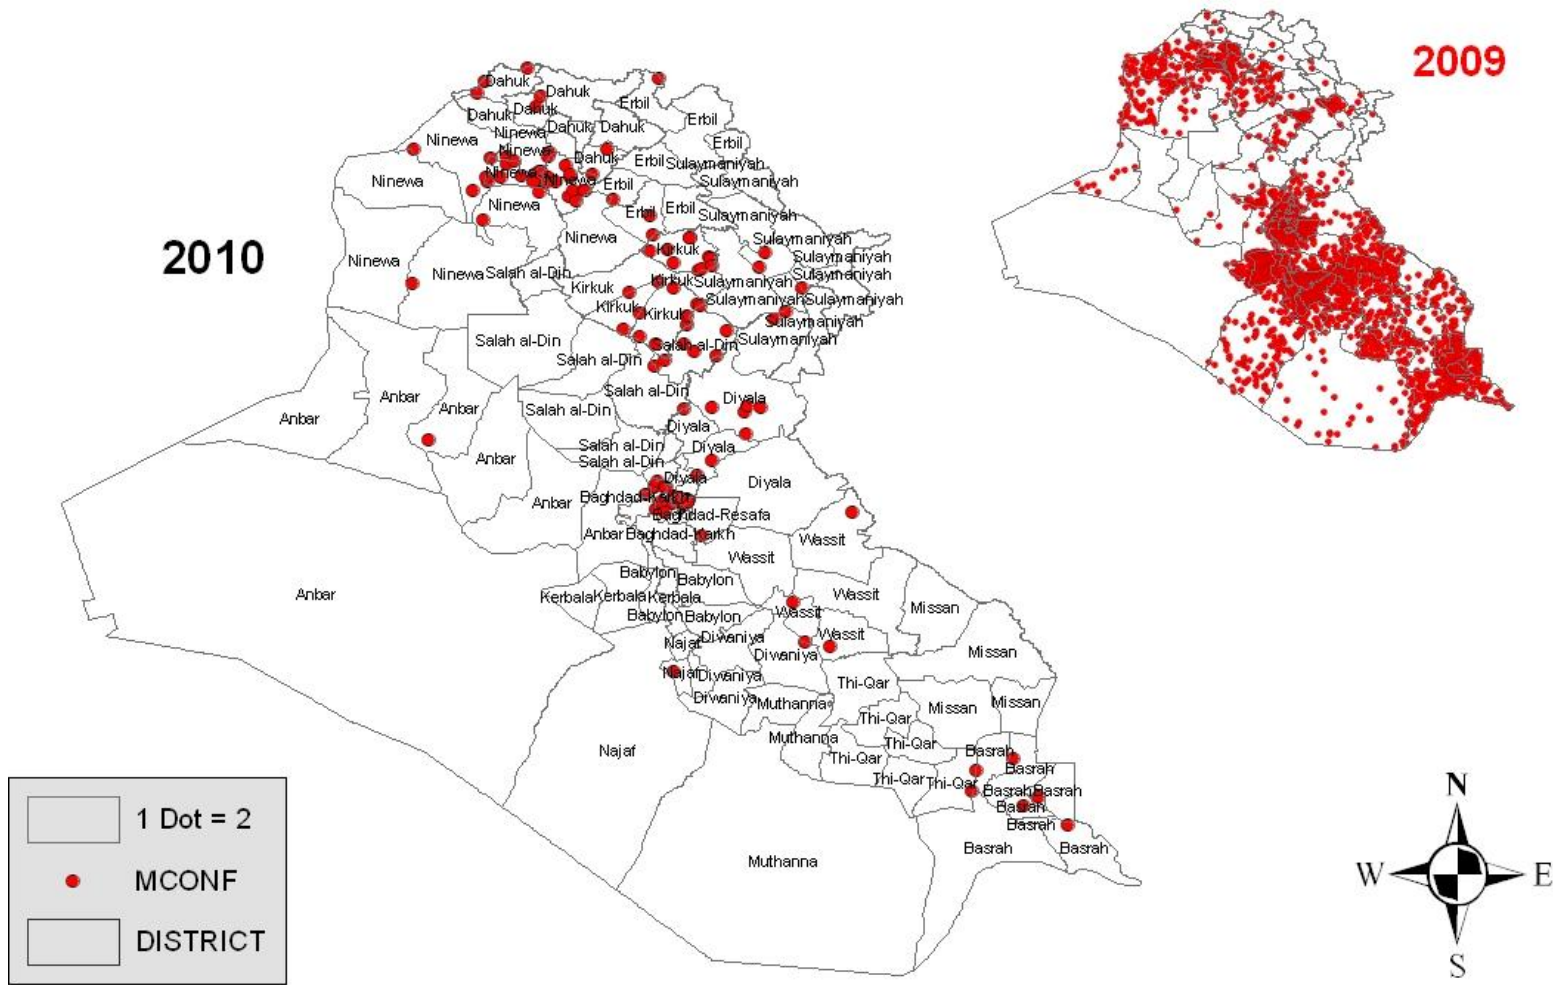 2009
2010
Dahuk
Dahuk
Dahuk
Erbil
Dahuk
Erbil
Ninewa
Dahuk
Dahuk
Ninewa
Erbil
Ninewa
Dahuk
Erbil
Sulaymaniyah
Ninewa
Ninewa
Ninewa
Erbil
Sulaymaniyah
Ninewa
Erbil
Erbil
Sulaymaniyah
Ninewa
Kirkuk
Sulaymaniyah
Ninewa
Sulaymaniyah
Ninewa
Salah al-Din
Kirkuk
Sulaymaniyah
Sulaymaniyah
Kirkuk
Sulaymaniyah
Sulaymaniyah
Kirkuk
Kirkuk
Sulaymaniyah
Salah al-Din
Salah al-Din
Sulaymaniyah
Salah al-Din
Salah al-Din
Anbar
Anbar
Anbar
Salah al-Din
Diyala
Diyala
Salah al-Din
Diyala
Anbar
Salah al-Din
Diyala
Diyala
Anbar
Baghdad-Karkh
Baghdad-Resafa
Anbar
Baghdad-Karkh
Wassit
Wassit
Anbar
Babylon
Babylon
Kerbala
Kerbala
Kerbala
Wassit
Missan
Babylon
Babylon
Wassit
Najaf
Diwaniya
Wassit
Diwaniya
Missan
Najaf
Diwaniya
Thi-Qar
Diwaniya
Muthanna
Missan
Missan
Thi-Qar
Najaf
Muthanna
Thi-Qar
Basrah
Thi-Qar
Basrah
Thi-Qar
Thi-Qar
Basrah
Basrah
Basrah
Basrah
Muthanna
Basrah
Basrah
1 Dot = 2
MCONF
DISTRICT
N
W
E
S